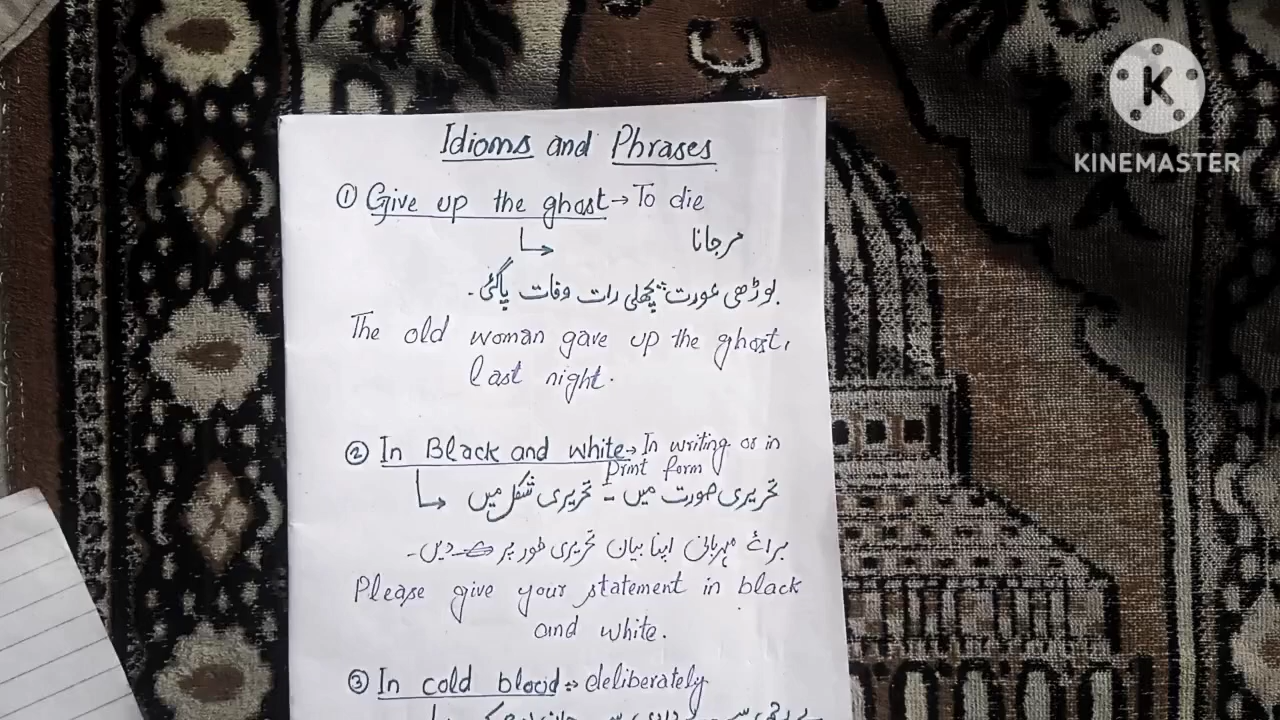 Idioms and Phrases
① Give up the ghost → To die
مر جانا
بوڑھی عورت پچھلی رات وفات پاگئی۔
The old woman gave up the ghost,
last night.
② In Black and white → In writing or in
Print form
تحریری صورت میں - تحریری شکل میں
برائے مہربانی اپنا بیان تحریری طور پر دیں۔
Please give your statement in black
and white.
③ In cold blood → deliberately
K
KINEMASTER